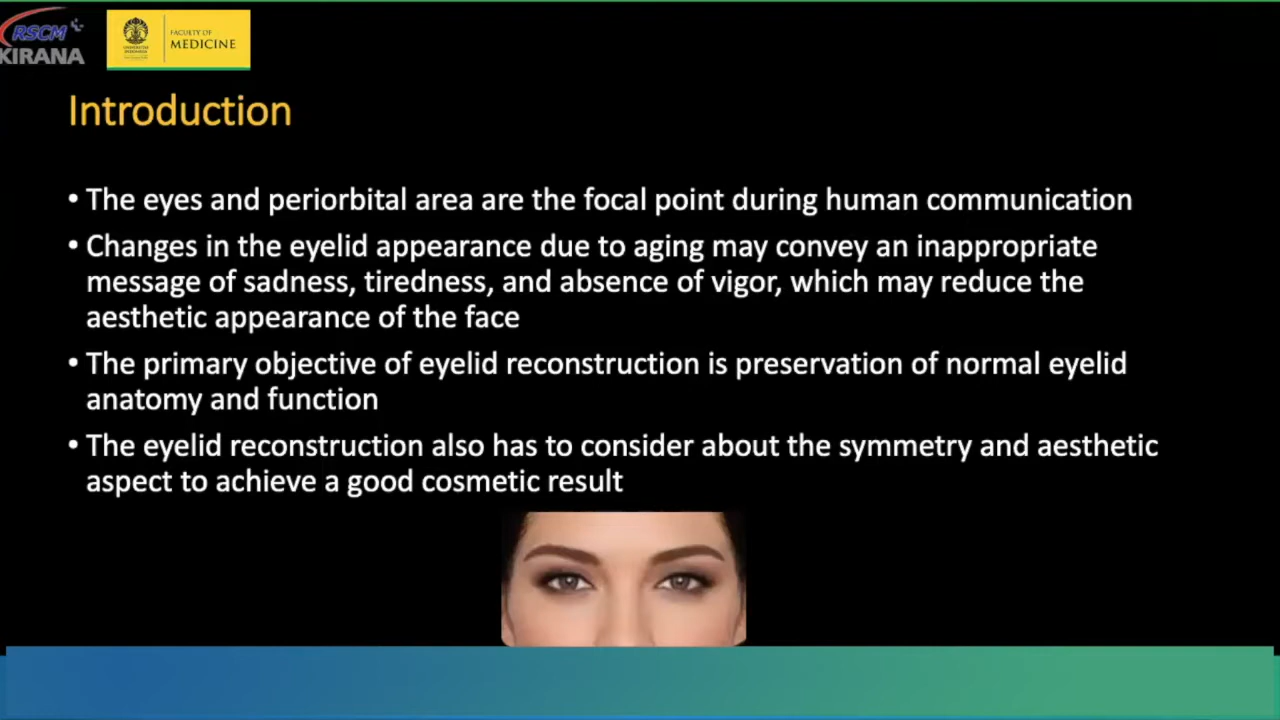 RSCM
KIRANA
FACULTY OF
MEDICINE
Introduction
• The eyes and periorbital area are the focal point during human communication
• Changes in the eyelid appearance due to aging may convey an inappropriate
message of sadness, tiredness, and absence of vigor, which may reduce the
aesthetic appearance of the face
• The primary objective of eyelid reconstruction is preservation of normal eyelid
anatomy and function
• The eyelid reconstruction also has to consider about the symmetry and aesthetic
aspect to achieve a good cosmetic result